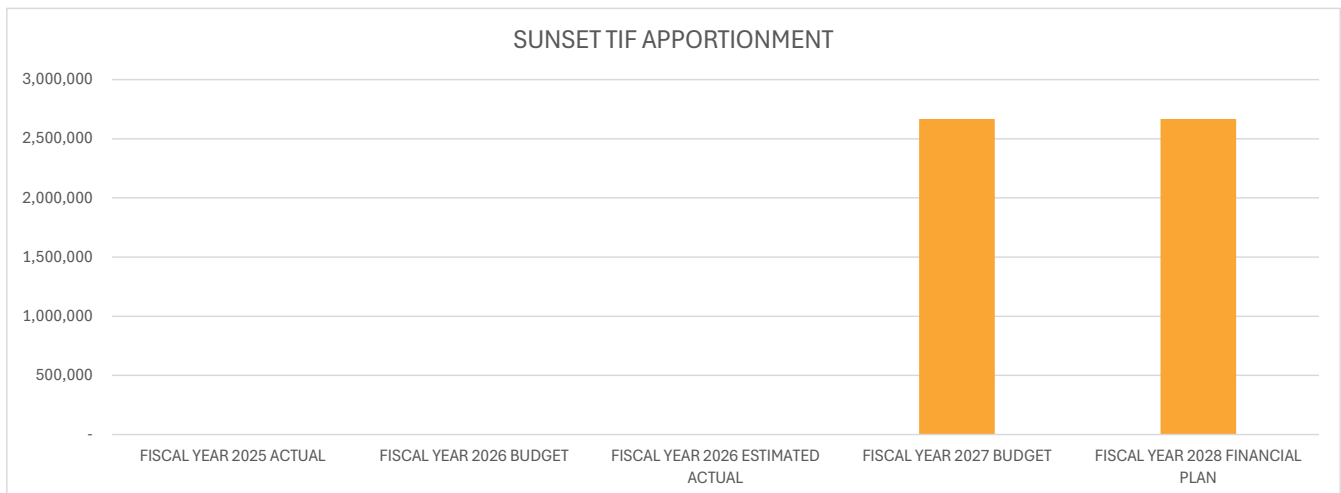 SUNSET TIF APPORTIONMENT
3,000,000
2,500,000
2,000,000
1,500,000
1,000,000
500,000
-
FISCAL YEAR 2025 ACTUAL
FISCAL YEAR 2026 BUDGET
FISCAL YEAR 2026 ESTIMATED
ACTUAL
FISCAL YEAR 2027 BUDGET
FISCAL YEAR 2028 FINANCIAL
PLAN